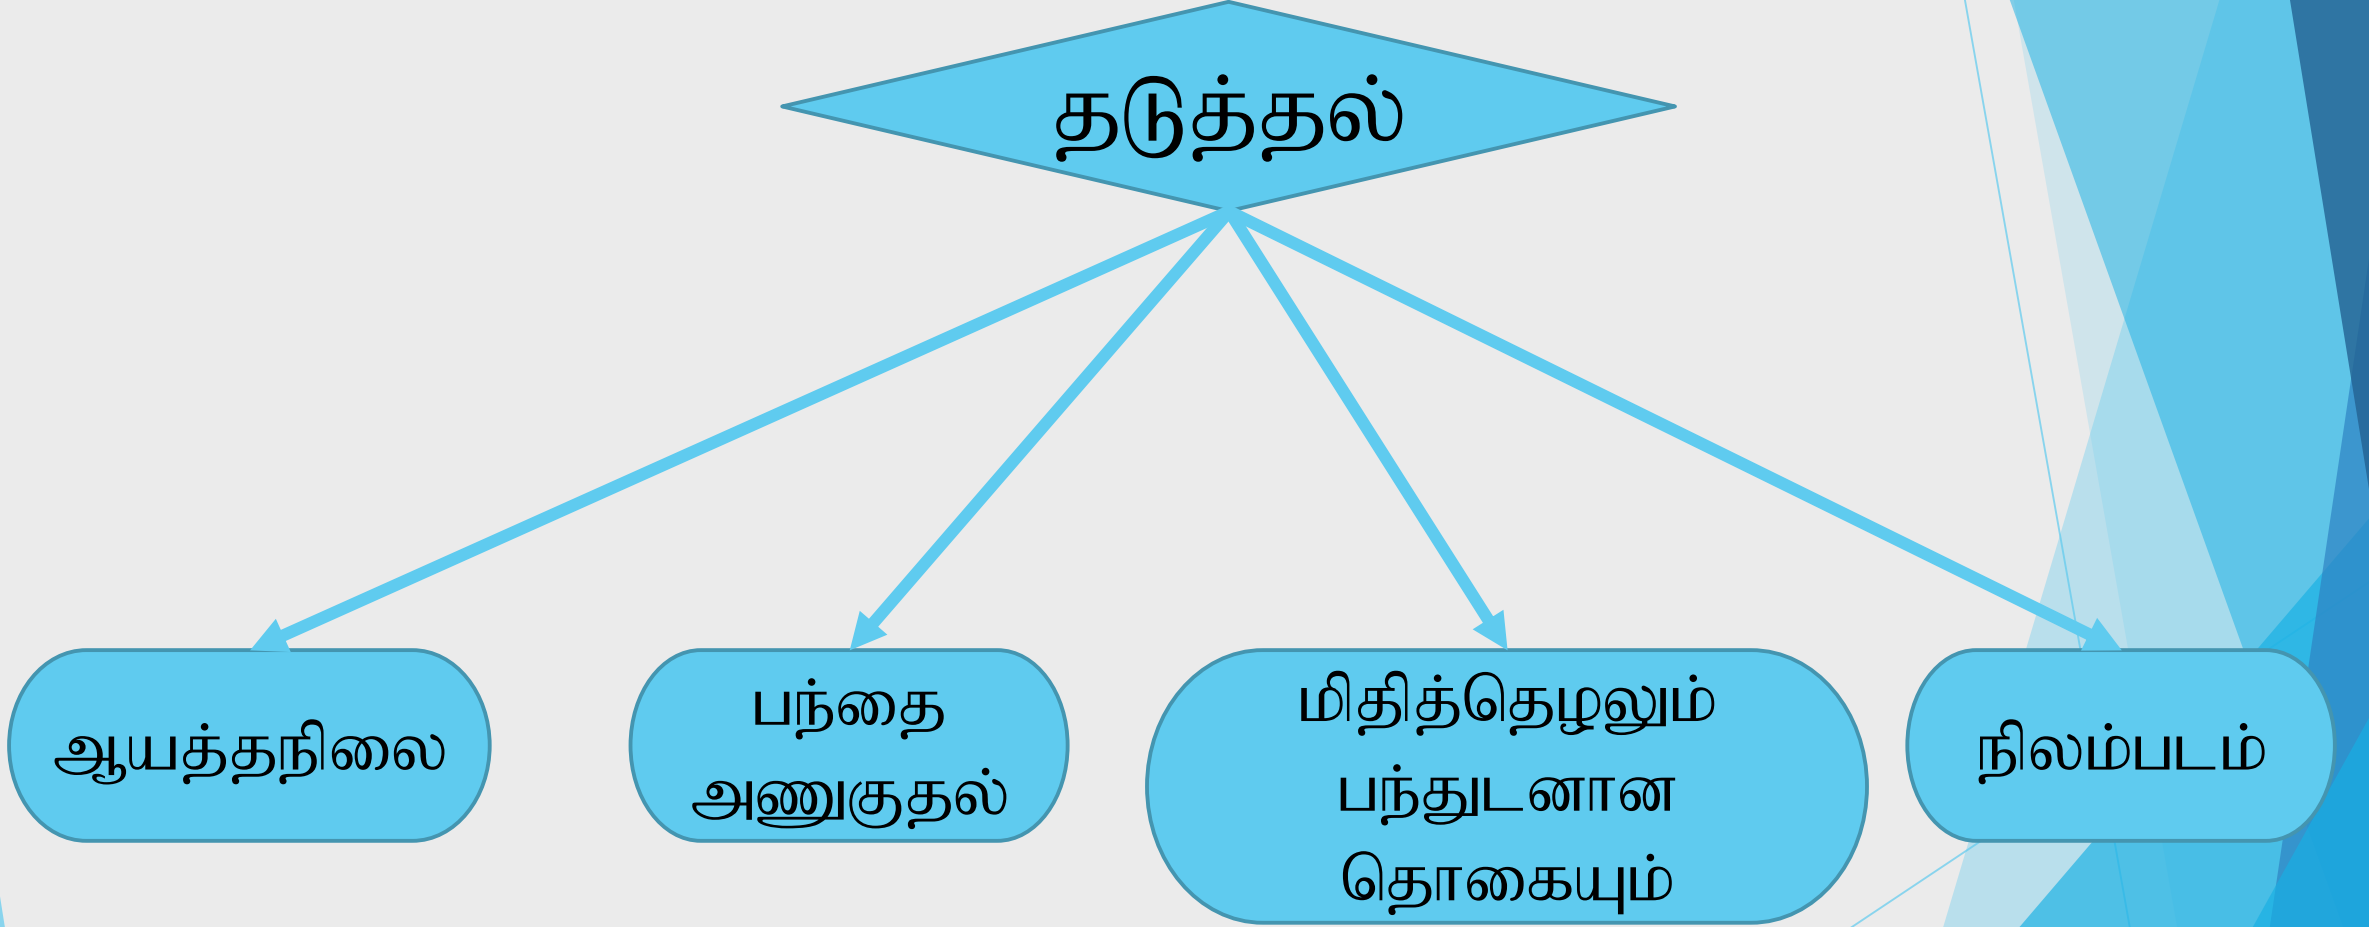 தடுத்தல்
ஆயத்தநிலை
பந்தை
அணுகுதல்
மிதித்தெழலும்
பந்துடனான
தொகையும்
நிலம்படம்